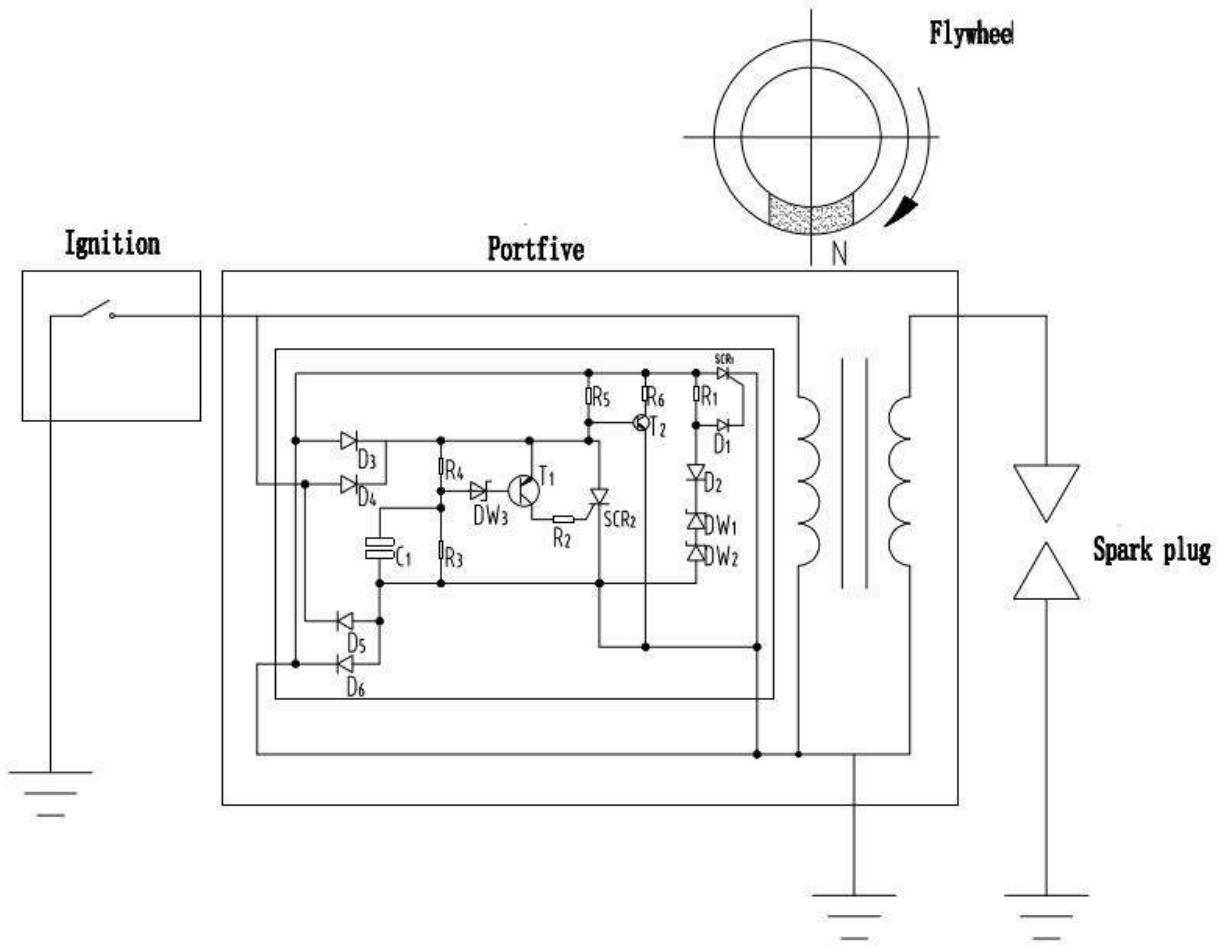 Flywheel
Ignition
Portfive
N
SCR1
R5
R6
R1
T2
D1
D3
R4
T1
D2
D4
DW3
SCR2
DW1
R2
C1
R3
DW2
Spark plug
D5
D6